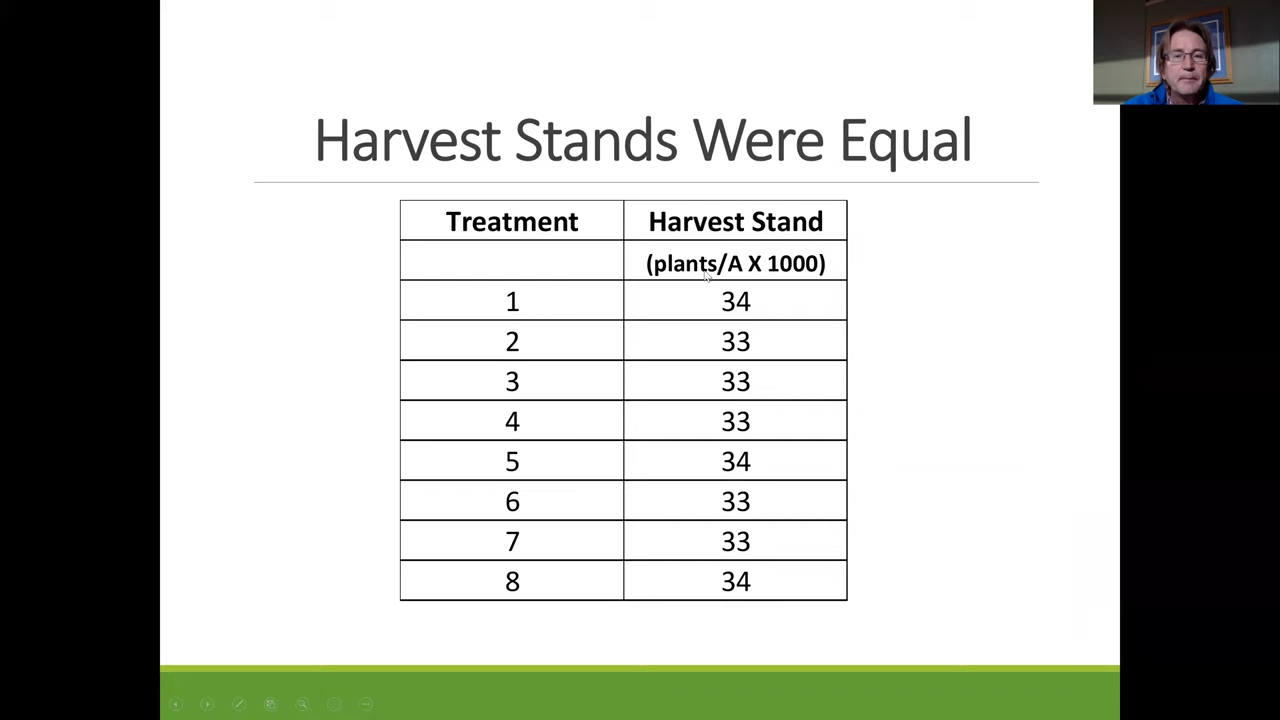 Harvest Stands Were Equal
Treatment Harvest Stand
(plants/A X 1000)
1 34
2 33
3 33
4 33
5 34
6 33
7 33
8 34